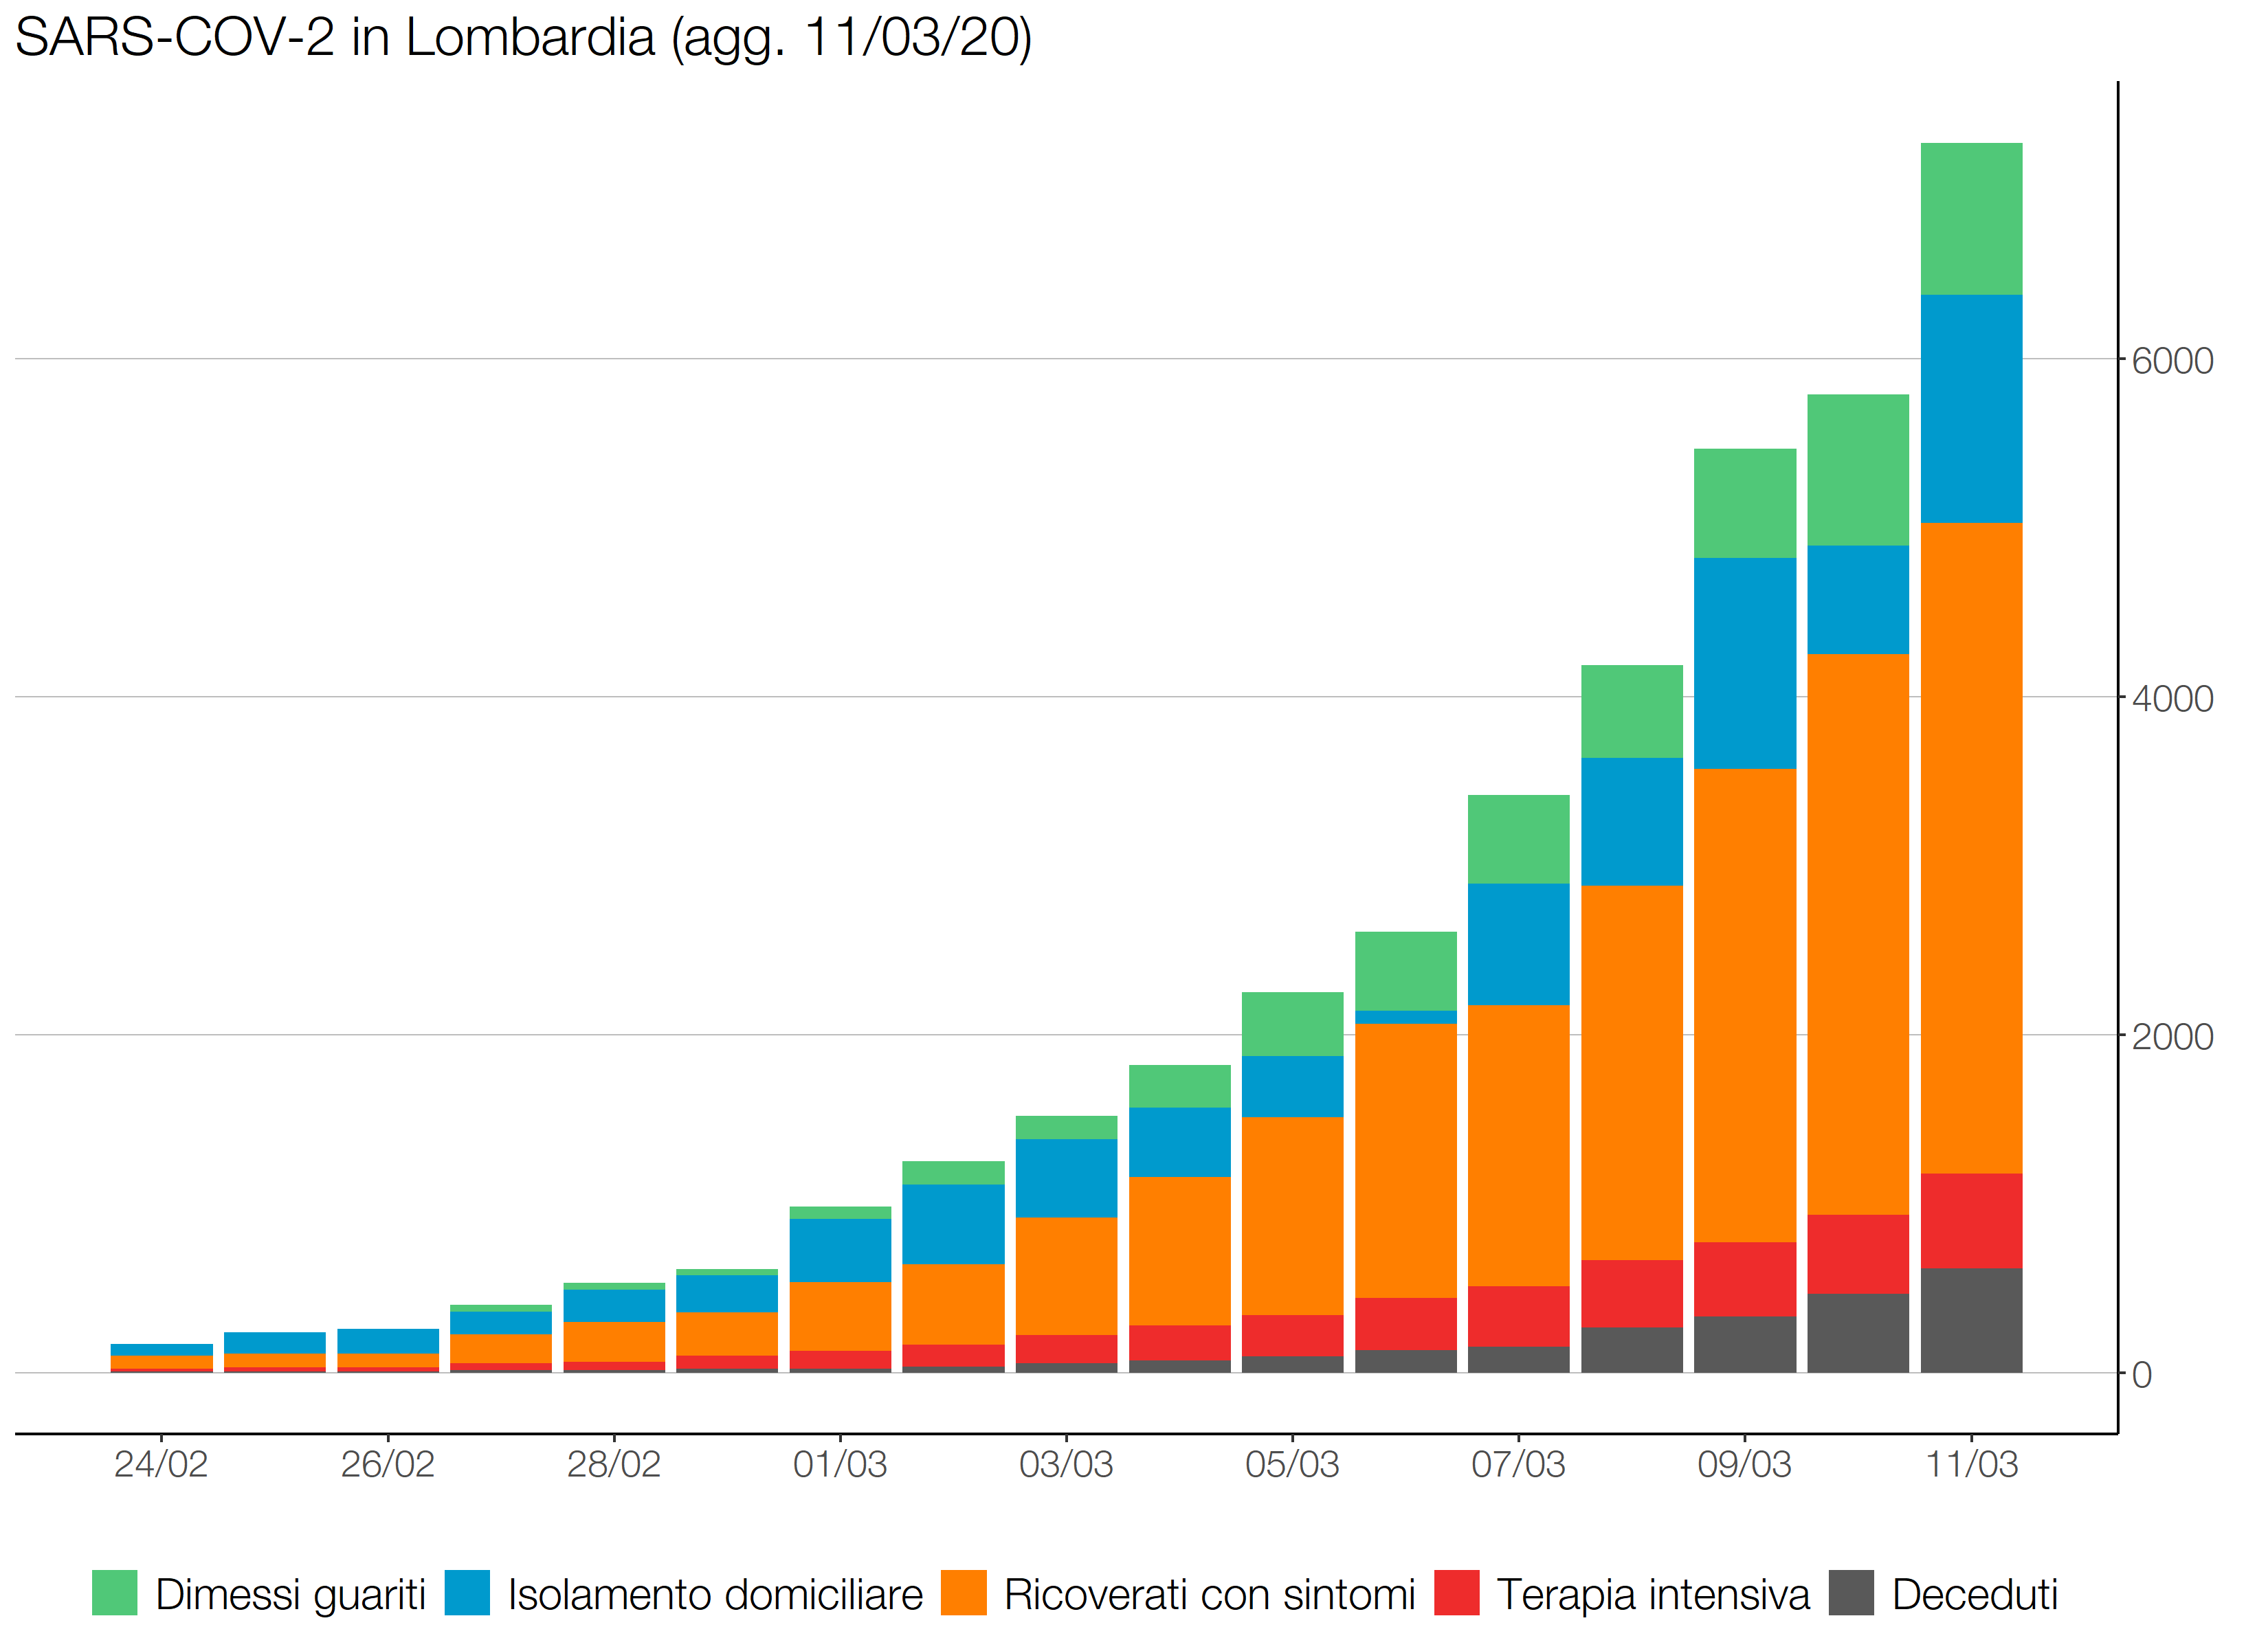 SARS-COV-2 in Lombardia (agg. 11/03/20)
6000
4000
2000
0
24/02 26/02 28/02 01/03 03/03 05/03 07/03 09/03 11/03
Dimessi guariti Isolamento domiciliare Ricoverati con sintomi Terapia intensiva Deceduti